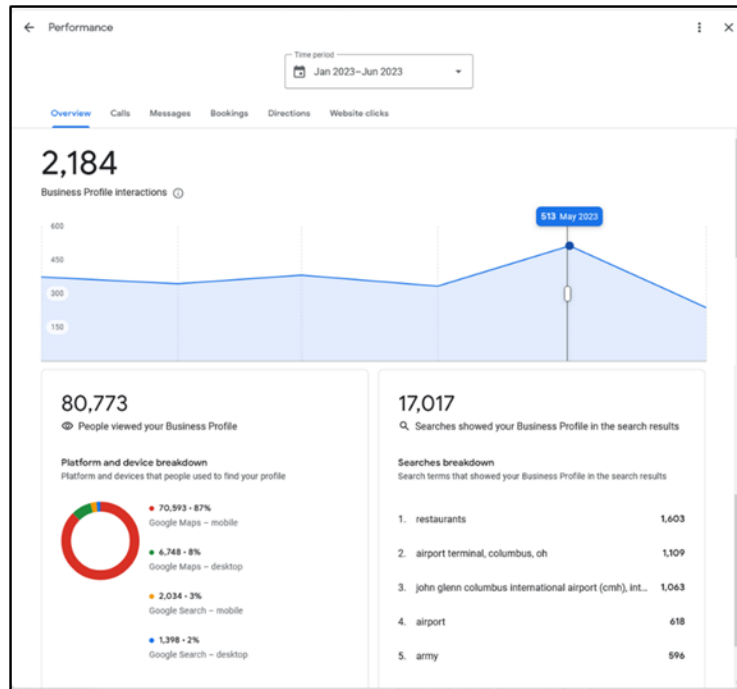 Performance
Time period
Jan 2023–Jun 2023
Overview Calls Messages Bookings Directions Website clicks
2,184
Business Profile interactions
513 May 2023
600
450
300
150
80,773
People viewed your Business Profile
Platform and device breakdown
Platform and devices that people used to find your profile
70,593 · 87%
Google Maps – mobile
6,748 · 8%
Google Maps – desktop
2,034 · 3%
Google Search – mobile
1,398 · 2%
Google Search – desktop
17,017
Searches showed your Business Profile in the search results
Searches breakdown
Search terms that showed your Business Profile in the search results
1. restaurants 1,603
2. airport terminal, columbus, oh 1,109
3. john glenn columbus international airport (cmh), int... 1,063
4. airport 618
5. army 596